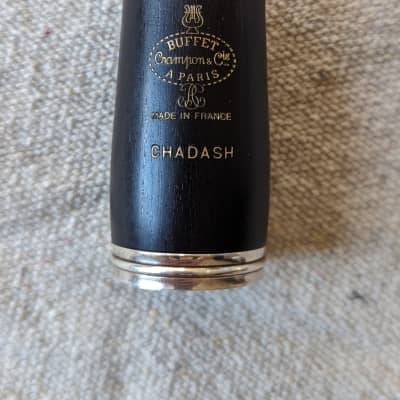 BUFFET
Crampon & Cie
A PARIS
MADE IN FRANCE
CHADASH